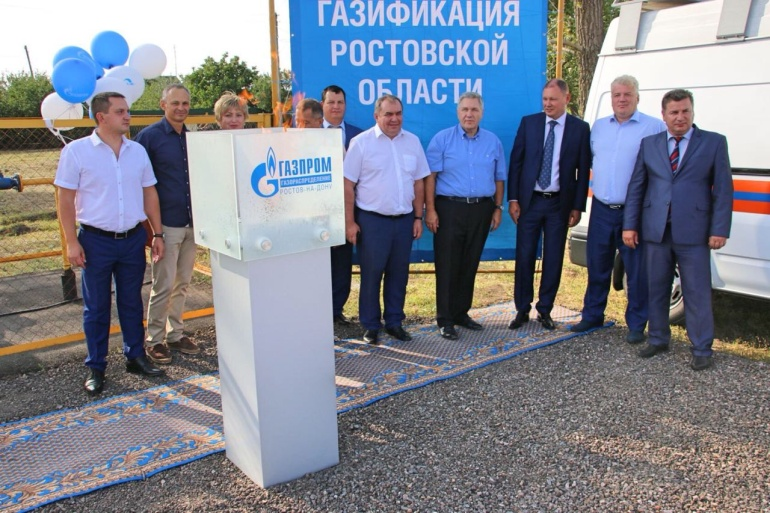 ГАЗИФИКАЦИЯ
РОСТОВСКОЙ
ОБЛАСТИ
ГАЗПРОМ
ГАЗОРАСПРЕДЕЛЕНИЕ
РОСТОВ-НА-ДОНУ